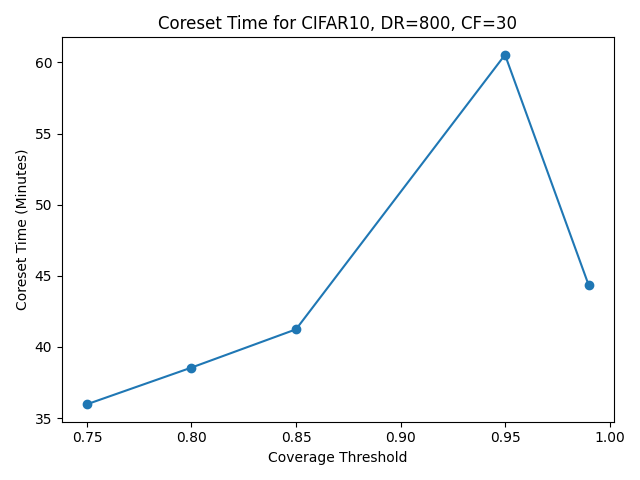 Coreset Time for CIFAR10, DR=800, CF=30
Coreset Time (Minutes)
60
55
50
45
40
35
0.75 0.80 0.85 0.90 0.95 1.00
Coverage Threshold